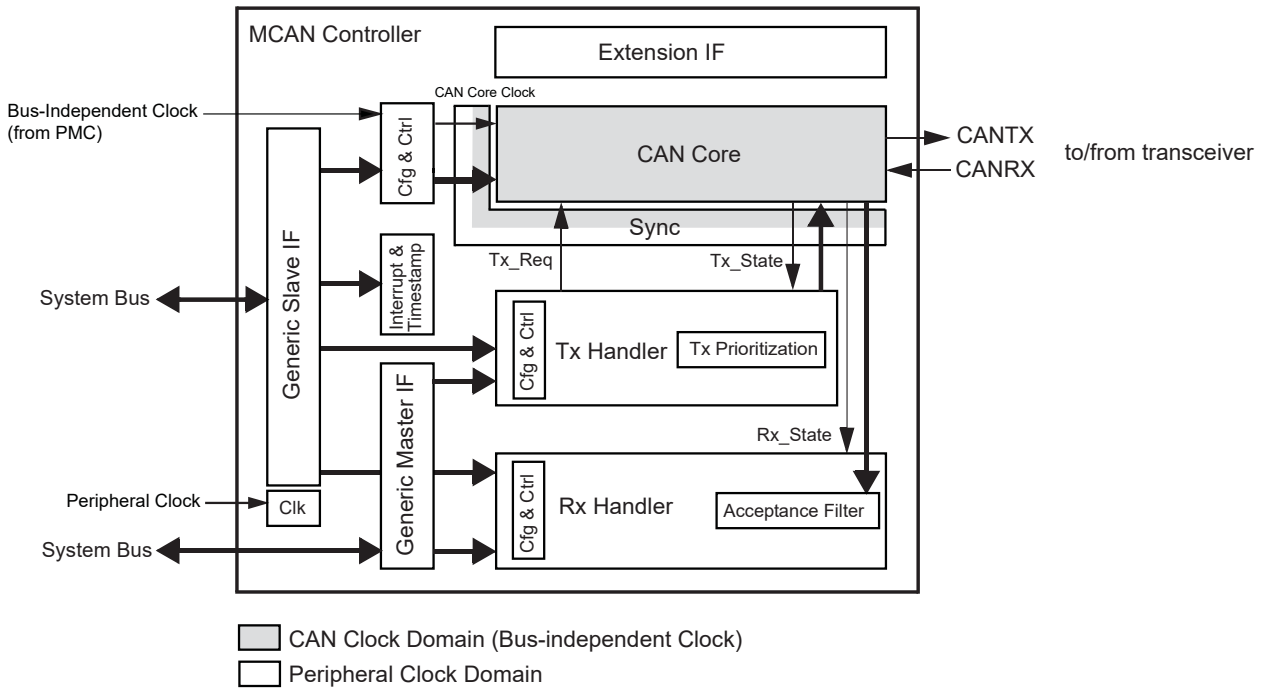 MCAN Controller
Extension IF
CAN Core Clock
Bus-Independent Clock
(from PMC)
Cfg & Ctrl
CAN Core
CANTX
CANRX
to/from transceiver
Sync
Tx_Req
Tx_State
System Bus
Generic Slave IF
Interrupt &
Timestamp
Cfg & Ctrl
Tx Handler
Tx Prioritization
Generic Master IF
Rx_State
Peripheral Clock
Clk
Cfg & Ctrl
Rx Handler
Acceptance Filter
System Bus
CAN Clock Domain (Bus-independent Clock)
Peripheral Clock Domain